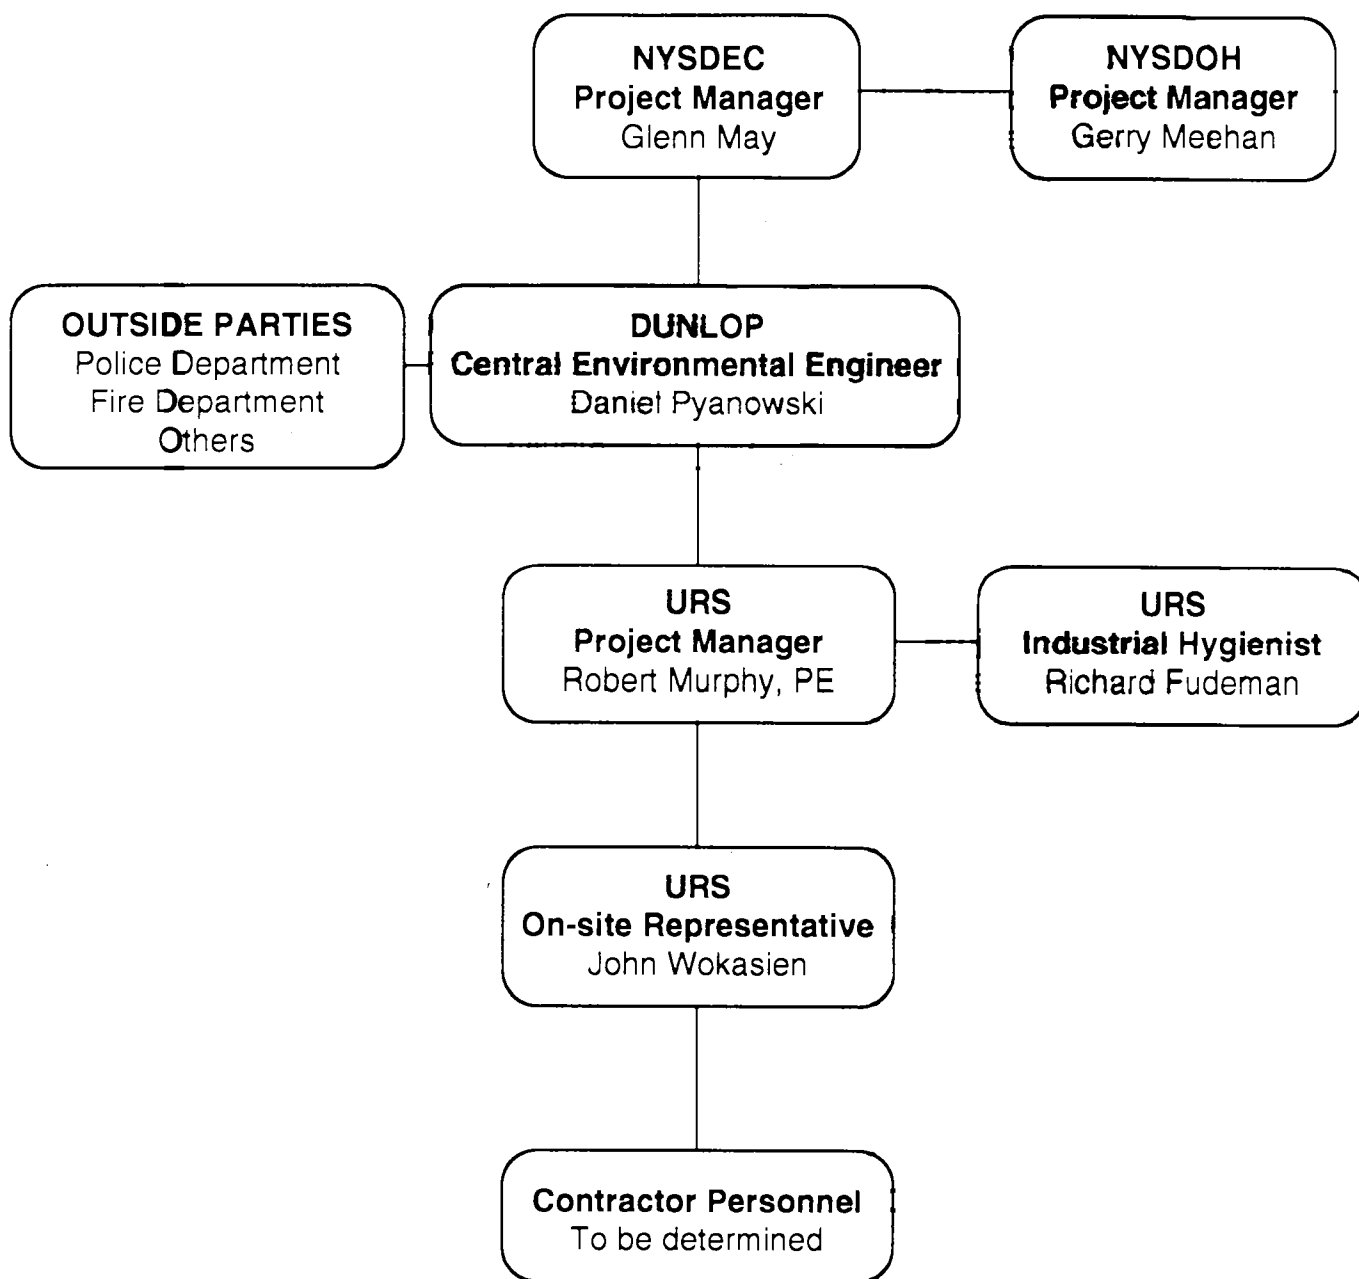 NYSDEC
Project Manager
Glenn May
NYSDOH
Project Manager
Gerry Meehan
OUTSIDE PARTIES
Police Department
Fire Department
Others
DUNLOP
Central Environmental Engineer
Daniel Pyanowski
URS
Project Manager
Robert Murphy, PE
URS
Industrial Hygienist
Richard Fudeman
URS
On-site Representative
John Wokasien
Contractor Personnel
To be determined